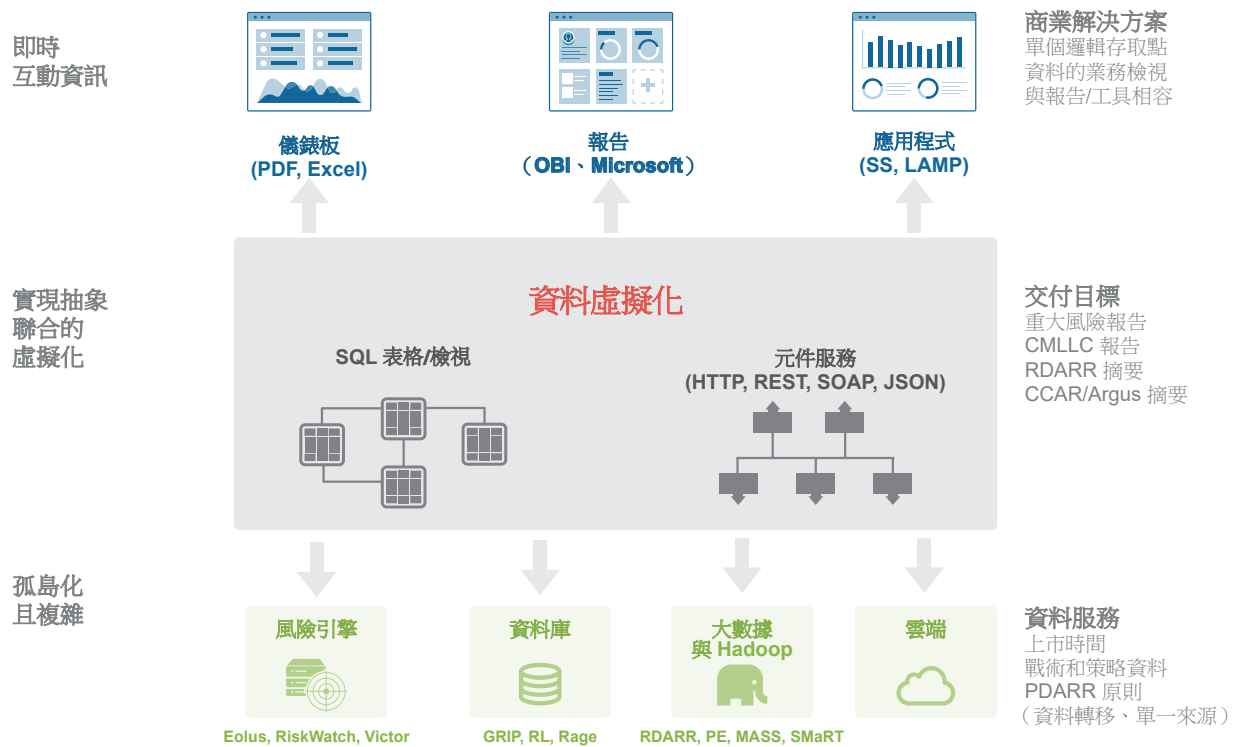 即時
互動資訊
儀錶板
(PDF, Excel)
報告
（OBI、Microsoft）
應用程式
(SS, LAMP)
商業解決方案
單個邏輯存取點
資料的業務檢視
與報告/工具相容
實現抽象
聯合的
虛擬化
資料虛擬化
SQL 表格/檢視
元件服務
(HTTP, REST, SOAP, JSON)
交付目標
重大風險報告
CMLLC 報告
RDARR 摘要
CCAR/Argus 摘要
孤島化
且複雜
風險引擎
Eolus, RiskWatch, Victor
資料庫
GRIP, RL, Rage
大數據
與 Hadoop
RDARR, PE, MASS, SMaRT
雲端
資料服務
上市時間
戰術和策略資料
PDARR 原則
（資料轉移、單一來源）